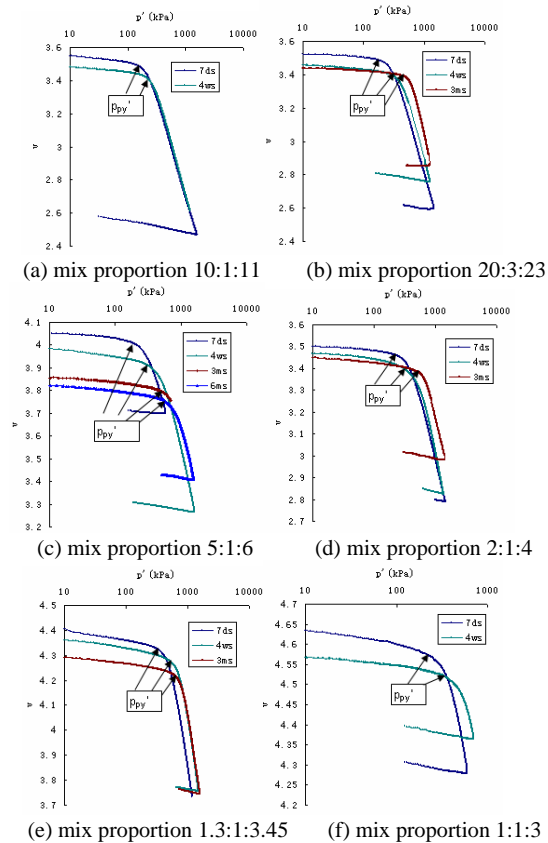 p'(kPa)
10 100 1000 10000
3.6
3.4
3.2
3.0
2.8
2.6
2.4
7ds
4ws
Ppy'
(a) mix proportion 10:1:11
p'(kPa)
10 100 1000 10000
3.6
3.4
3.2
3
2.8
2.6
2.4
7ds
4ws
3ms
Ppy'
(b) mix proportion 20:3:23
p'(kPa)
10 100 1000 10000
4.1
4
3.9
3.8
3.7
3.6
3.5
3.4
3.3
3.2
7ds
4ws
3ms
6ms
Ppy'
(c) mix proportion 5:1:6
p'(kPa)
10 100 1000 10000
3.6
3.5
3.4
3.3
3.2
3.1
3
2.9
2.8
2.7
7ds
4ws
3ms
Ppy'
(d) mix proportion 2:1:4
p'(kPa)
10 100 1000 10000
4.5
4.4
4.3
4.2
4.1
4
3.9
3.8
3.7
7ds
4ws
3ms
Ppy'
(e) mix proportion 1.3:1:3.45
p'(kPa)
10 100 1000
4.67
4.6
4.55
4.5
4.45
4.4
4.35
4.3
4.25
4.2
7ds
4ws
Ppy'
(f) mix proportion 1:1:3